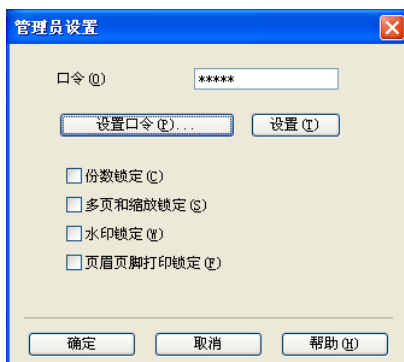 管理员设置
口令(O) *****
设置口令(P)... 设置(T)
份数锁定(C)
多页和缩放锁定(S)
水印锁定(W)
页眉页脚打印锁定(F)
确定 取消 帮助(H)